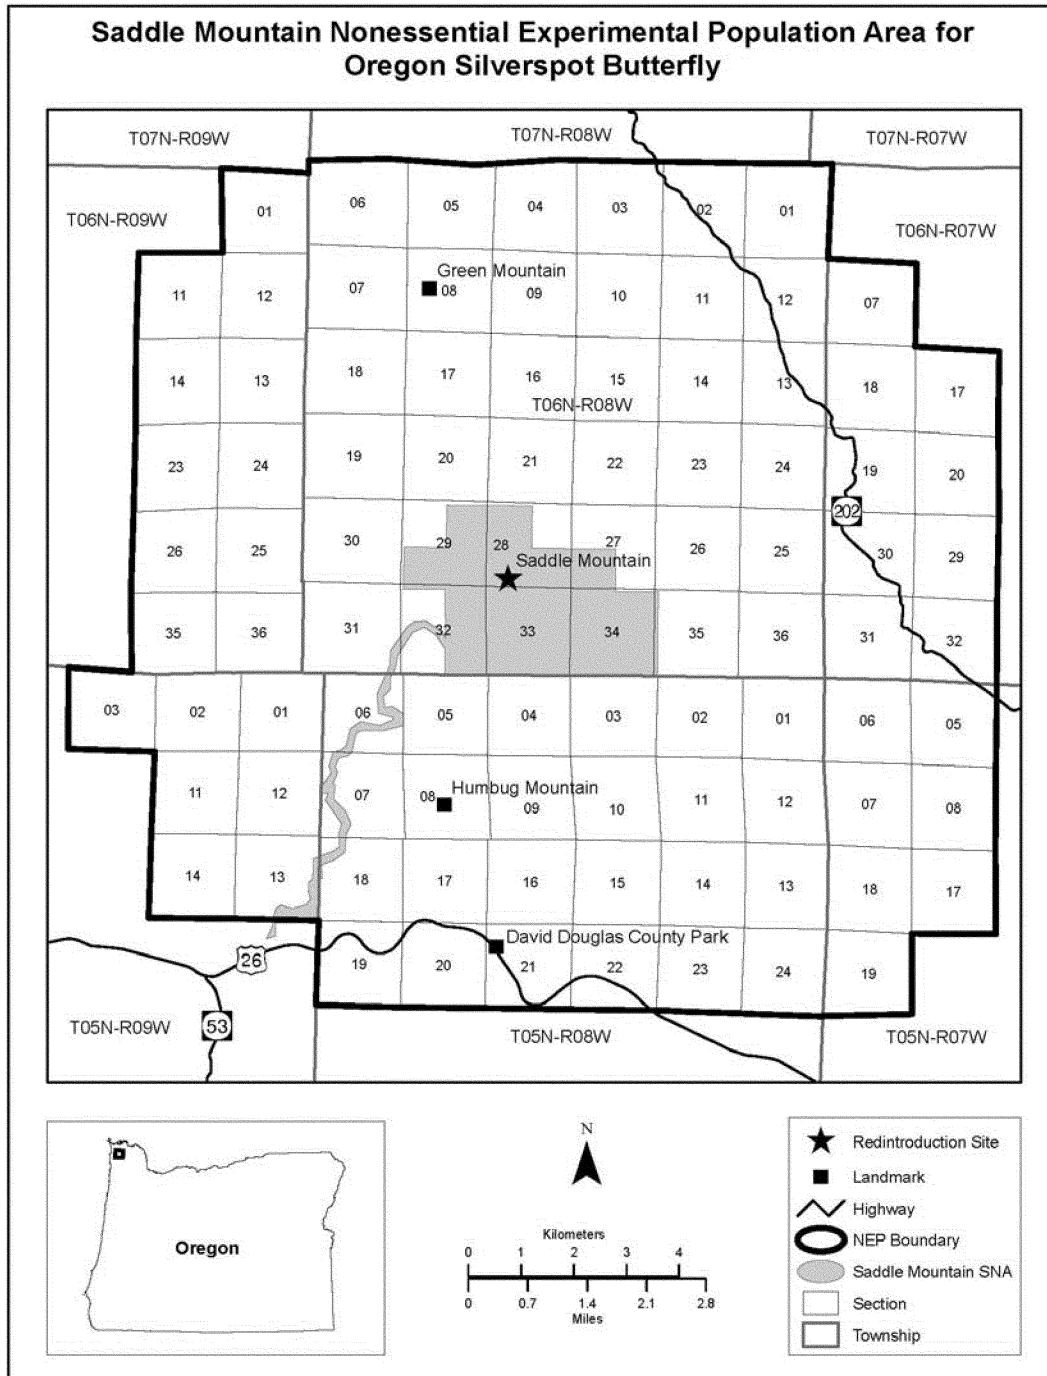 Saddle Mountain Nonessential Experimental Population Area for
Oregon Silverspot Butterfly
T07N-R09W T07N-R08W T07N-R07W
T06N-R09W 01 06 05 04 03 02 01 T06N-R07W
Green Mountain
11 12 07 08 09 10 11 12 07
14 13 18 17 16 15 14 13 18 17
T06N-R08W
23 24 19 20 21 22 23 24 19 20
202
26 25 30 29 28 27 26 25 30 29
Saddle Mountain
35 36 31 32 33 34 35 36 31 32
03 02 01 06 05 04 03 02 01 06 05
Humbug Mountain
11 12 07 08 09 10 11 12 07 08
14 13 18 17 16 15 14 13 18 17
David Douglas County Park
26 19 20 21 22 23 24 19
T05N-R09W 53 T05N-R08W T05N-R07W
Oregon
N
Kilometers
0 1 2 3 4
0 0.7 1.4 2.1 2.8
Miles
Redintroduction Site
Landmark
Highway
NEP Boundary
Saddle Mountain SNA
Section
Township